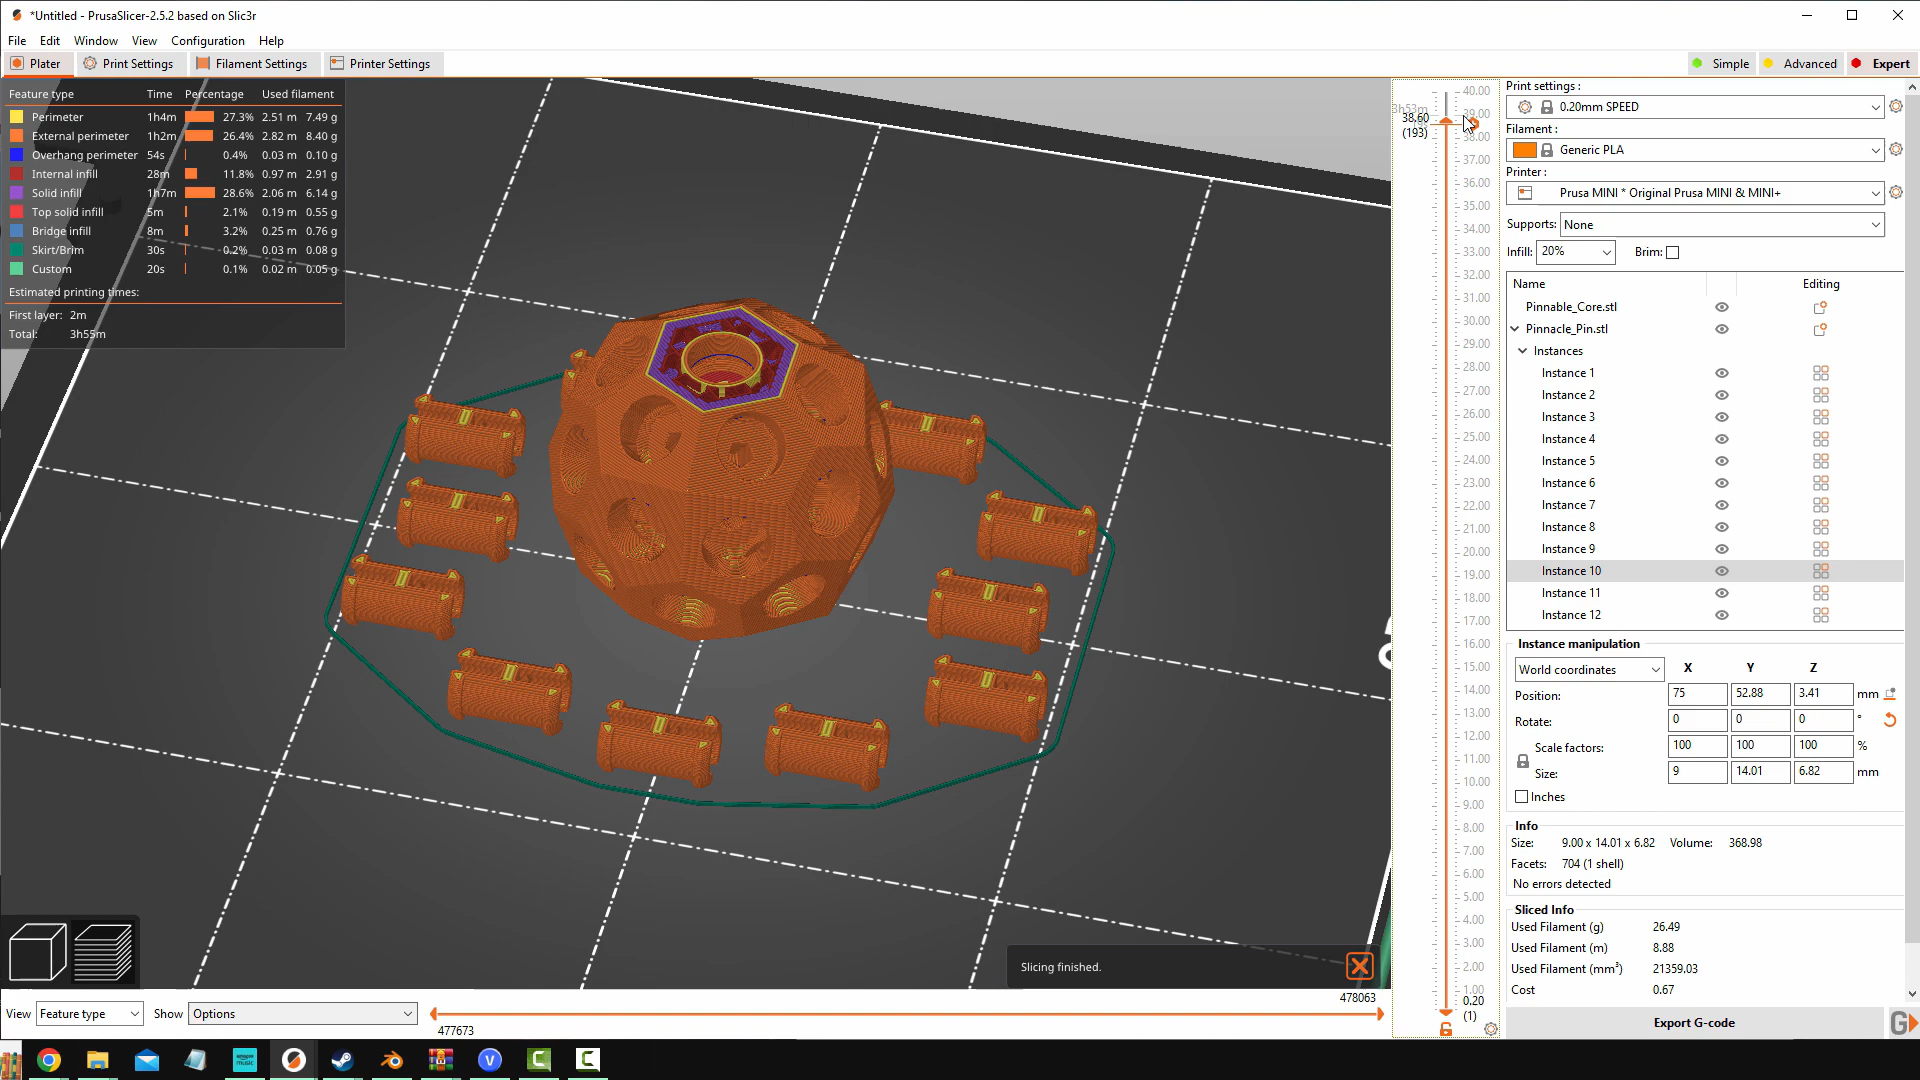 *Untitled - PrusaSlicer-2.5.2 based on Slic3r
File Edit Window View Configuration Help
Plater Print Settings Filament Settings Printer Settings Simple Advanced Expert
Feature type Time Percentage Used filament
Perimeter 1h4m 27.3% 2.51 m 7.49 g
External perimeter 1h2m 26.4% 2.82 m 8.40 g
Overhang perimeter 54s 0.4% 0.03 m 0.10 g
Internal infill 28m 11.8% 0.97 m 2.91 g
Solid infill 1h7m 28.6% 2.06 m 6.14 g
Top solid infill 5m 2.1% 0.19 m 0.55 g
Bridge infill 8m 3.2% 0.25 m 0.76 g
Skirt/Brim 30s 0.2% 0.03 m 0.08 g
Custom 20s 0.1% 0.02 m 0.05 g
Estimated printing times:
First layer: 2m
Total: 3h55m
Slicing finished.
View Feature type Show Options
477673
478063
3h53m
38.60
(193)
40.00
39.00
38.00
37.00
36.00
35.00
34.00
33.00
32.00
31.00
30.00
29.00
28.00
27.00
26.00
25.00
24.00
23.00
22.00
21.00
20.00
19.00
18.00
17.00
16.00
15.00
14.00
13.00
12.00
11.00
10.00
9.00
8.00
7.00
6.00
5.00
4.00
3.00
2.00
1.00
0.20
(1)
Print settings :
0.20mm SPEED
Filament :
Generic PLA
Printer :
Prusa MINI * Original Prusa MINI & MINI+
Supports: None
Infill: 20% Brim:
Name Editing
Pinnable_Core.stl
Pinnacle_Pin.stl
Instances
Instance 1
Instance 2
Instance 3
Instance 4
Instance 5
Instance 6
Instance 7
Instance 8
Instance 9
Instance 10
Instance 11
Instance 12
Instance manipulation
World coordinates X Y Z
Position: 75 52.88 3.41 mm
Rotate: 0 0 0 °
Scale factors: 100 100 100 %
Size: 9 14.01 6.82 mm
Inches
Info
Size: 9.00 x 14.01 x 6.82 Volume: 368.98
Facets: 704 (1 shell)
No errors detected
Sliced Info
Used Filament (g) 26.49
Used Filament (m) 8.88
Used Filament (mm³) 21359.03
Cost 0.67
Export G-code
G
amazon music